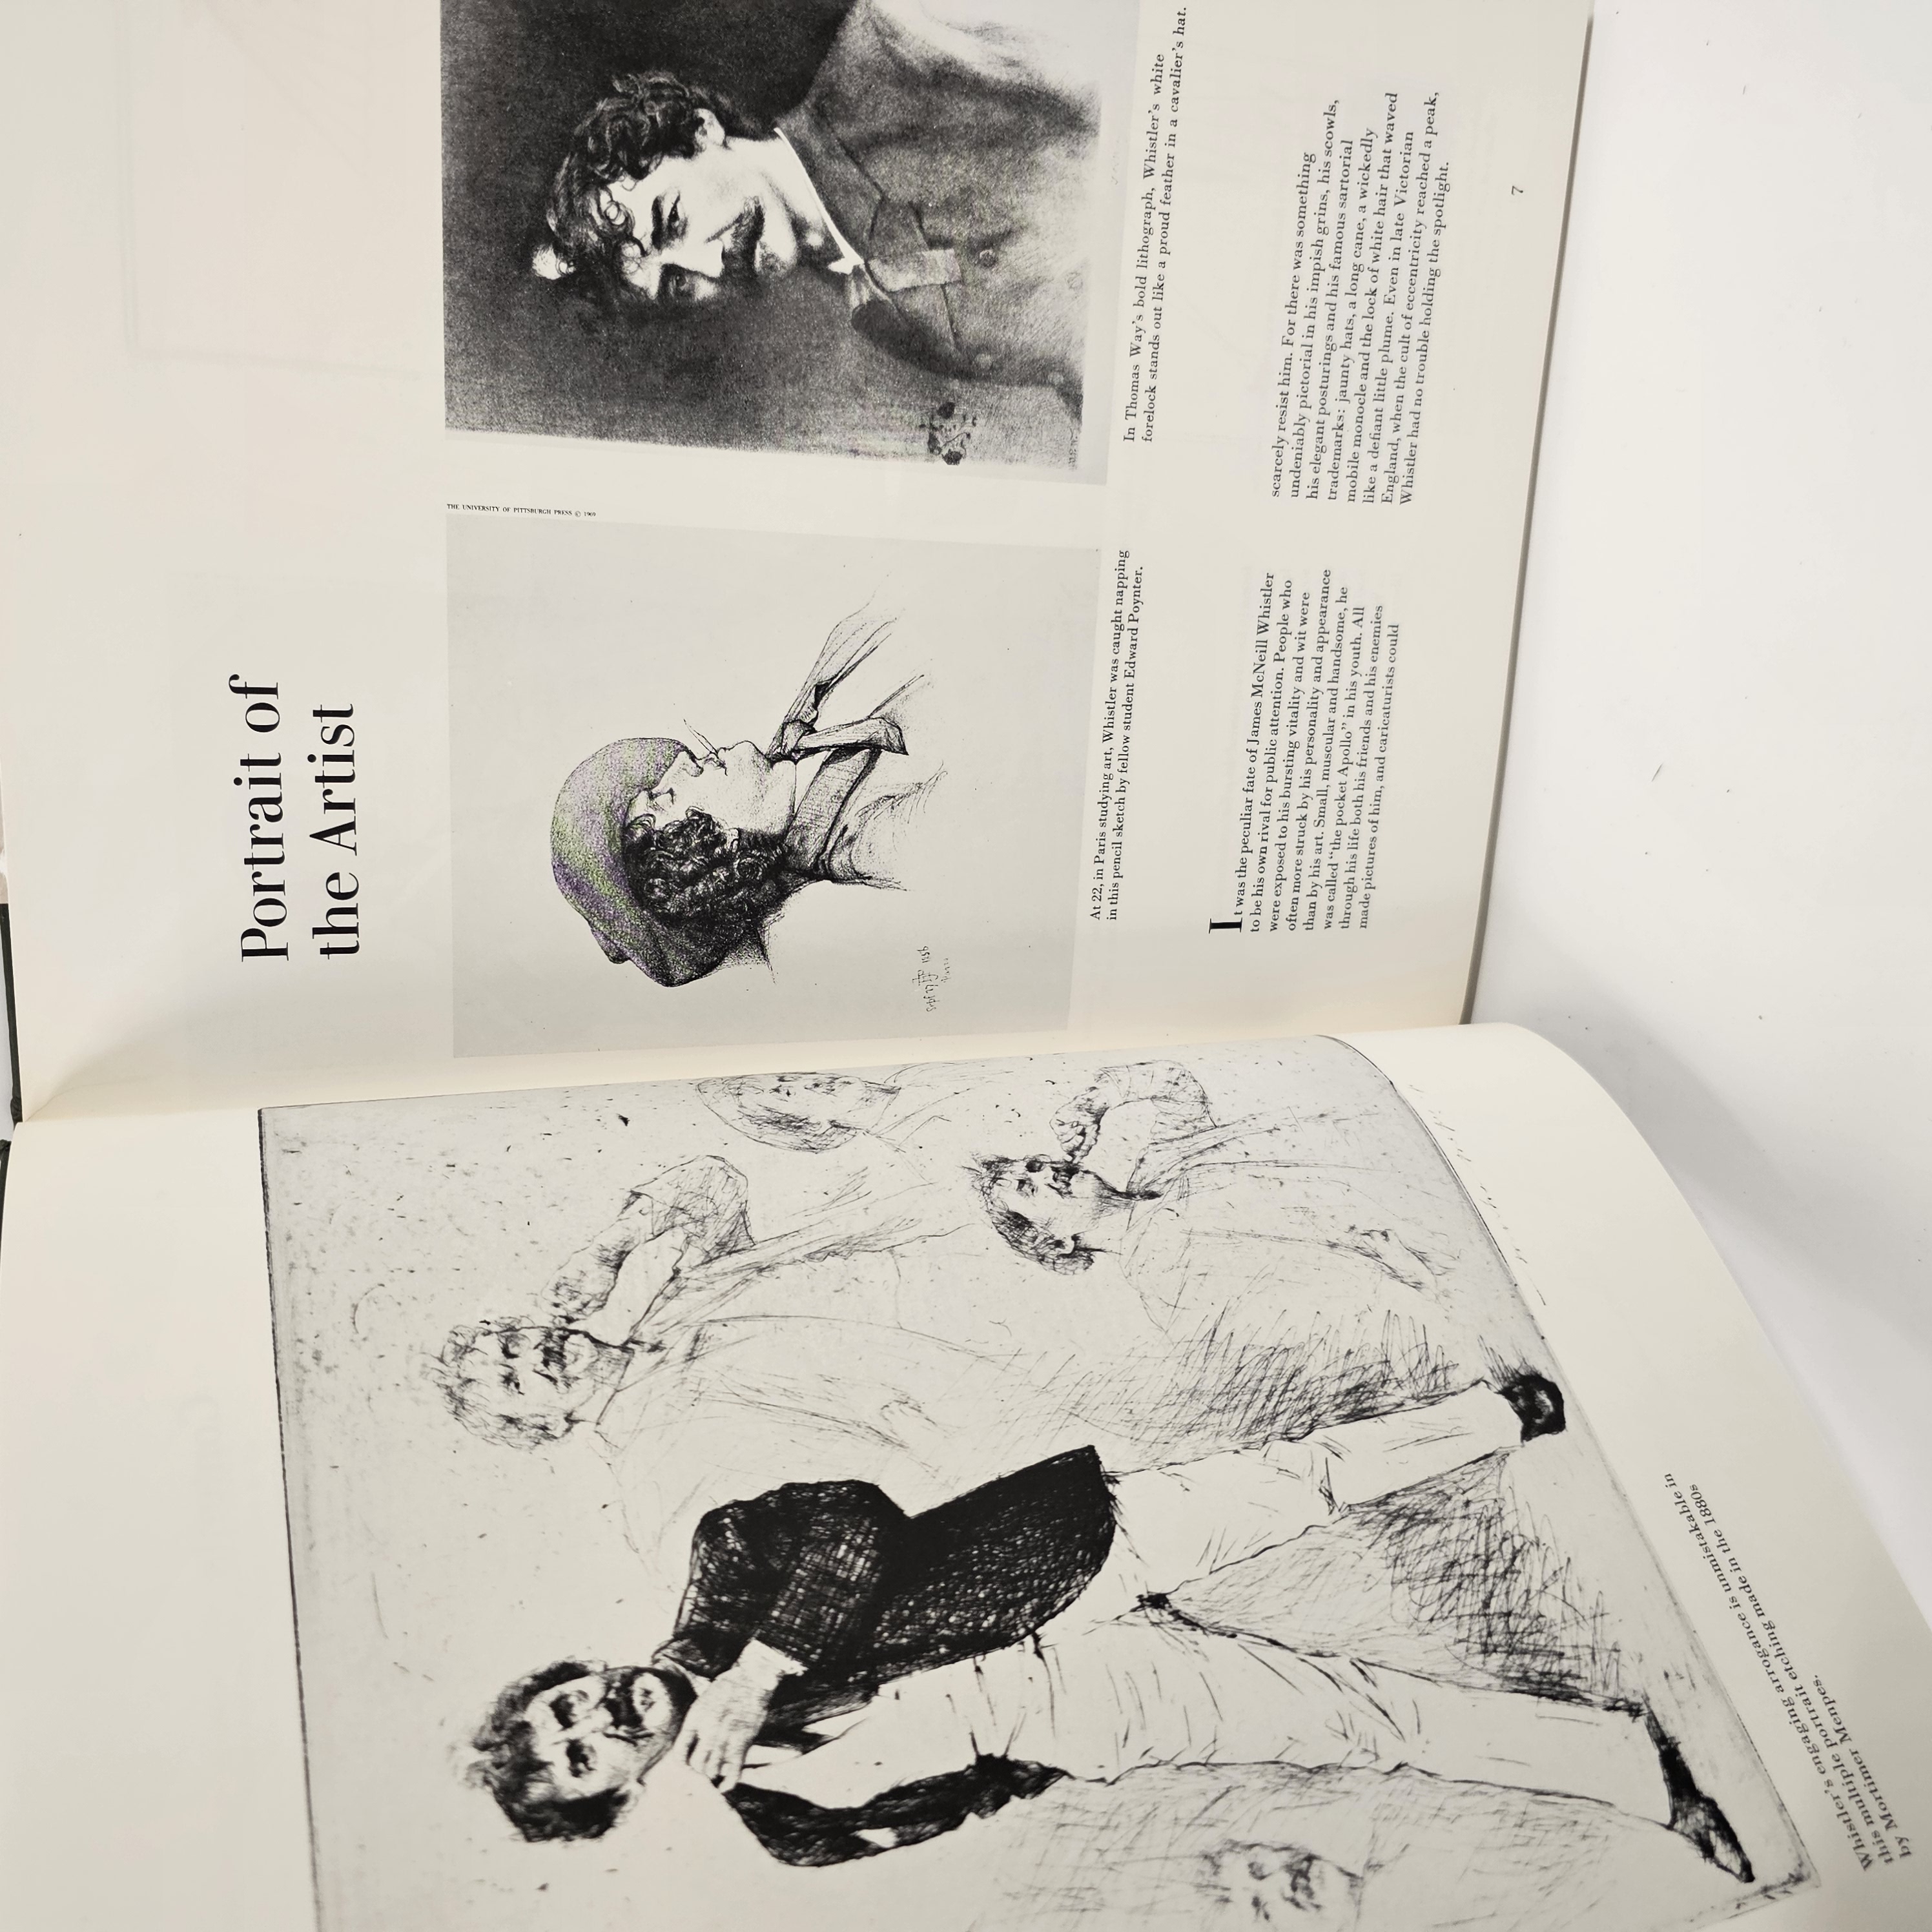 Whistler's engaging arrogance is unmistakable in
this multiple portrait etching made in the 1880s
by Mortimer Menpes.
Portrait of
the Artist
THE UNIVERSITY OF PITTSBURGH PRESS © 1969
At 22, in Paris studying art, Whistler was caught napping
in this pencil sketch by fellow student Edward Poynter.
In Thomas Way's bold lithograph, Whistler's white
forelock stands out like a proud feather in a cavalier's hat.
It was the peculiar fate of James McNeill Whistler
to be his own rival for public attention. People who
were exposed to his bursting vitality and wit were
often more struck by his personality and appearance
than by his art. Small, muscular and handsome, he
was called “the pocket Apollo” in his youth. All
through his life both his friends and his enemies
made pictures of him, and caricaturists could
scarcely resist him. For there was something
undeniably pictorial in his impish grins, his scowls,
his elegant posturings and his famous sartorial
trademarks: jaunty hats, a long cane, a wickedly
mobile monocle and the lock of white hair that waved
like a defiant little plume. Even in late Victorian
England, when the cult of eccentricity reached a peak,
Whistler had no trouble holding the spotlight.
7